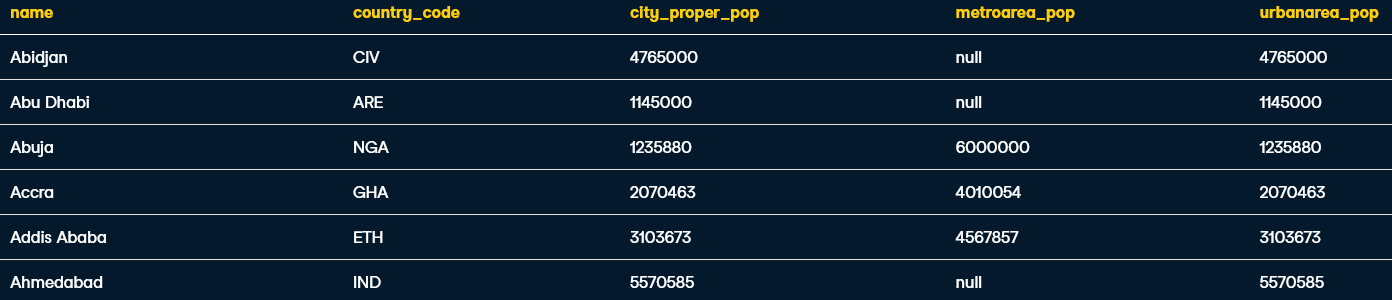 name country_code city_proper_pop metroarea_pop urbanarea_pop
Abidjan CIV 4765000 null 4765000
Abu Dhabi ARE 1145000 null 1145000
Abuja NGA 1235880 6000000 1235880
Accra GHA 2070463 4010054 2070463
Addis Ababa ETH 3103673 4567857 3103673
Ahmedabad IND 5570585 null 5570585